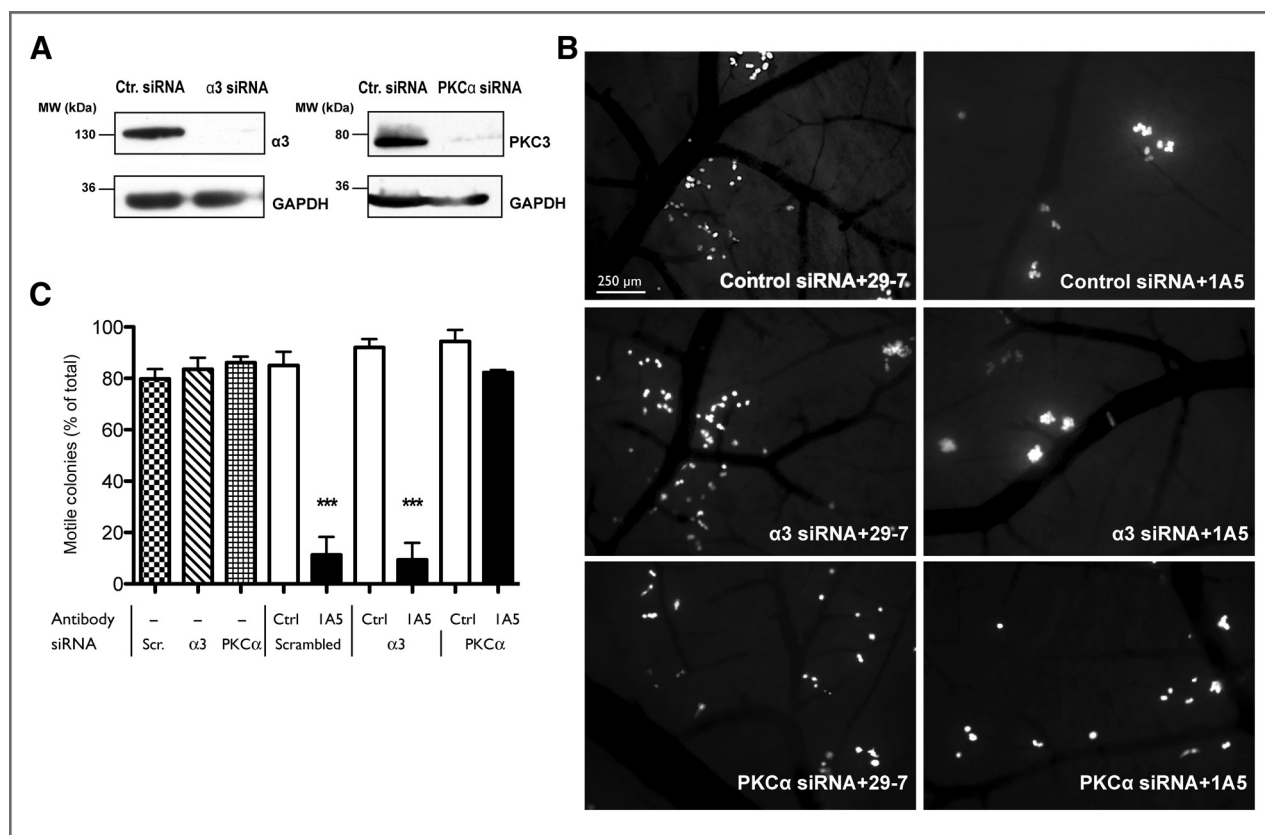 A
Ctr. siRNA α3 siRNA
MW (kDa)
130
α3
36
GAPDH
Ctr. siRNA PKCα siRNA
MW (kDa)
80
PKC3
36
GAPDH
B
250 µm
Control siRNA+29-7
Control siRNA+1A5
α3 siRNA+29-7
α3 siRNA+1A5
PKCα siRNA+29-7
PKCα siRNA+1A5
C
Motile colonies (% of total)
100
80
60
40
20
0
*** ***
Antibody – – – Ctrl 1A5 Ctrl 1A5 Ctrl 1A5
siRNA Scr. α3 PKCα Scrambled α3 PKCα